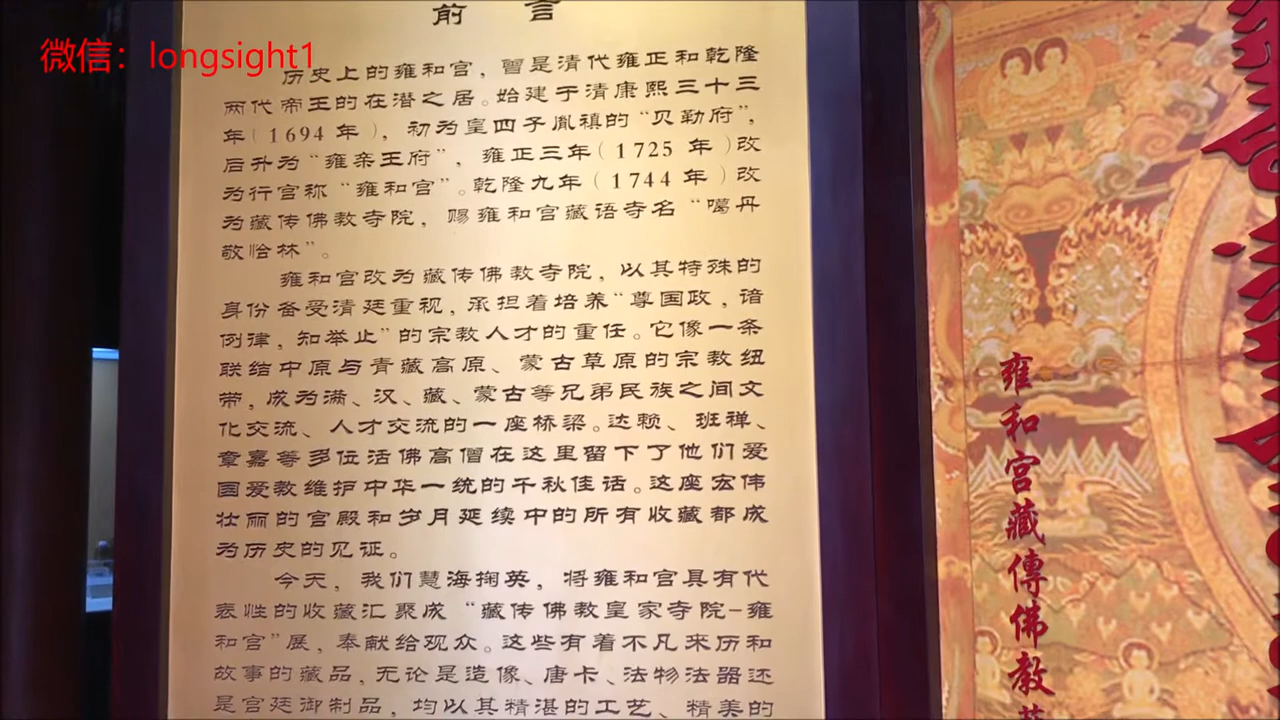 微信：longsight1
前 言
历史上的雍和宫，曾是清代雍正和乾隆
两代帝王的在潜之居。始建于清康熙三十三
年（1694 年），初为皇四子胤禛的“贝勒府”，
后升为“雍亲王府”，雍正三年（1725 年）改
为行宫称“雍和宫”。乾隆九年（1744 年）改
为藏传佛教寺院，赐雍和宫藏语寺名“噶丹
敬恰林”。
雍和宫改为藏传佛教寺院，以其特殊的
身份备受清廷重视，承担着培养“尊国政，谙
例律，知举止”的宗教人才的重任。它像一条
联结中原与青藏高原、蒙古草原的宗教纽
带，成为满、汉、藏、蒙古等兄弟民族之间文
化交流、人才交流的一座桥梁。达赖、班禅、
章嘉等多位活佛高僧在这里留下了他们爱
国爱教维护中华一统的千秋佳话。这座宏伟
壮丽的宫殿和岁月延续中的所有收藏都成
为历史的见证。
今天，我们慧海掬英，将雍和宫具有代
表性的收藏汇聚成“藏传佛教皇家寺院-雍
和宫”展，奉献给观众。这些有着不凡来历和
故事的藏品，无论是造像、唐卡、法物法器还
是宫廷御制品，均以其精湛的工艺、精美的
雍和宫藏傳佛教